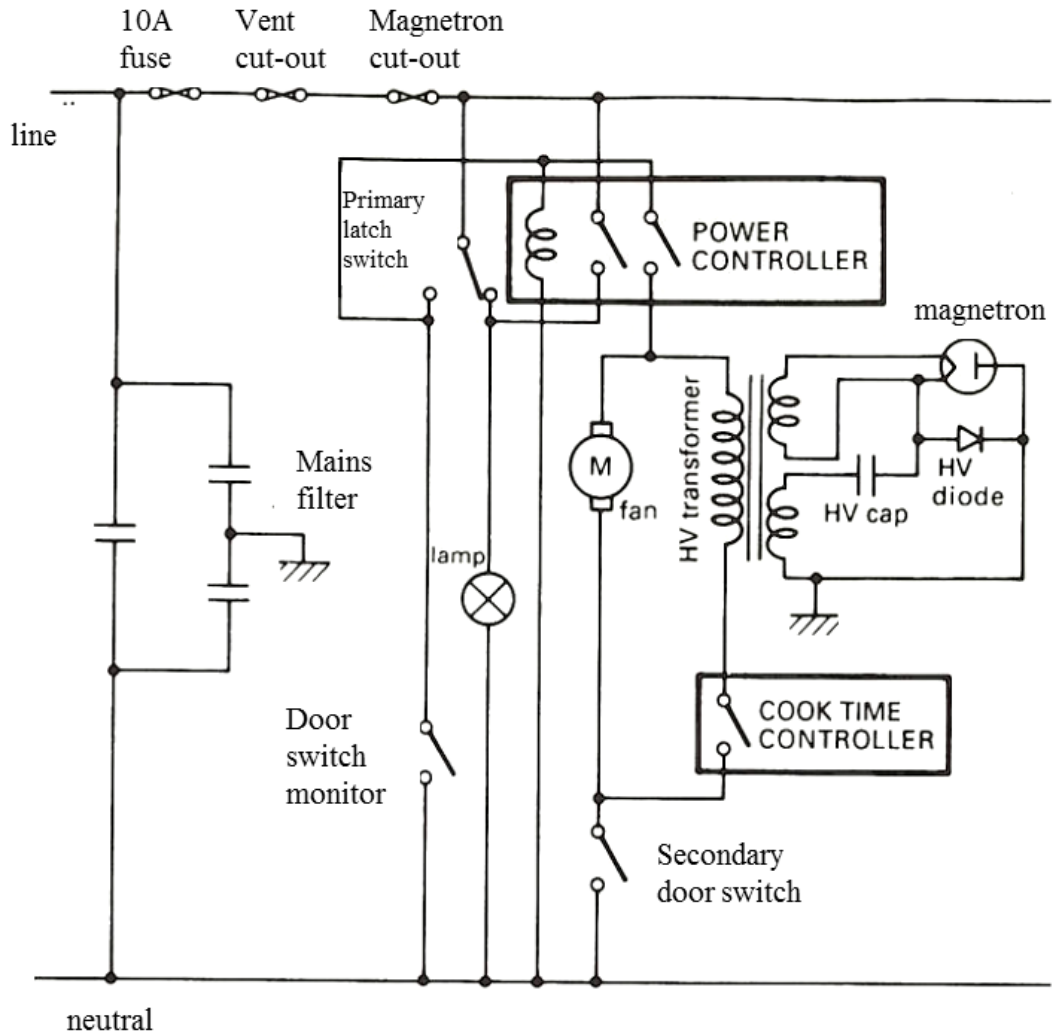 10A
fuse
Vent
cut-out
Magnetron
cut-out
line
Primary
latch
switch
POWER
CONTROLLER
magnetron
HV transformer
M
fan
HV
diode
HV cap
Mains
filter
lamp
COOK TIME
CONTROLLER
Door
switch
monitor
Secondary
door switch
neutral